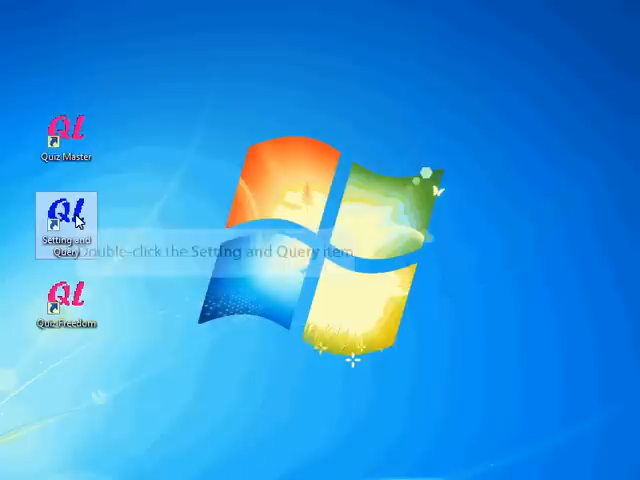 QL
Quiz Master
QL
Setting and
Query
Double-click the Setting and Query item
QL
Quiz Freedom